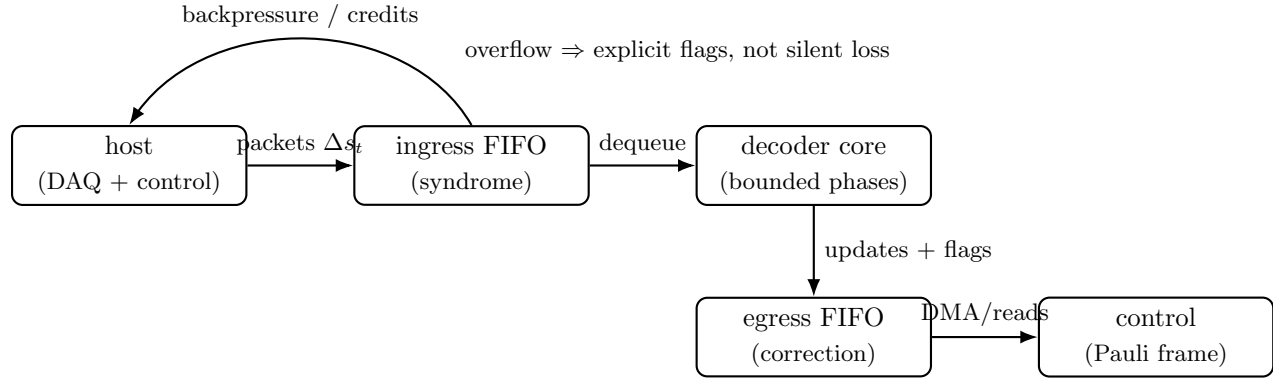 backpressure / credits
overflow ⇒ explicit flags, not silent loss
host
(DAQ + control)
packets Δsₜ
ingress FIFO
(syndrome)
dequeue
decoder core
(bounded phases)
updates + flags
egress FIFO
(correction)
DMA/reads
control
(Pauli frame)